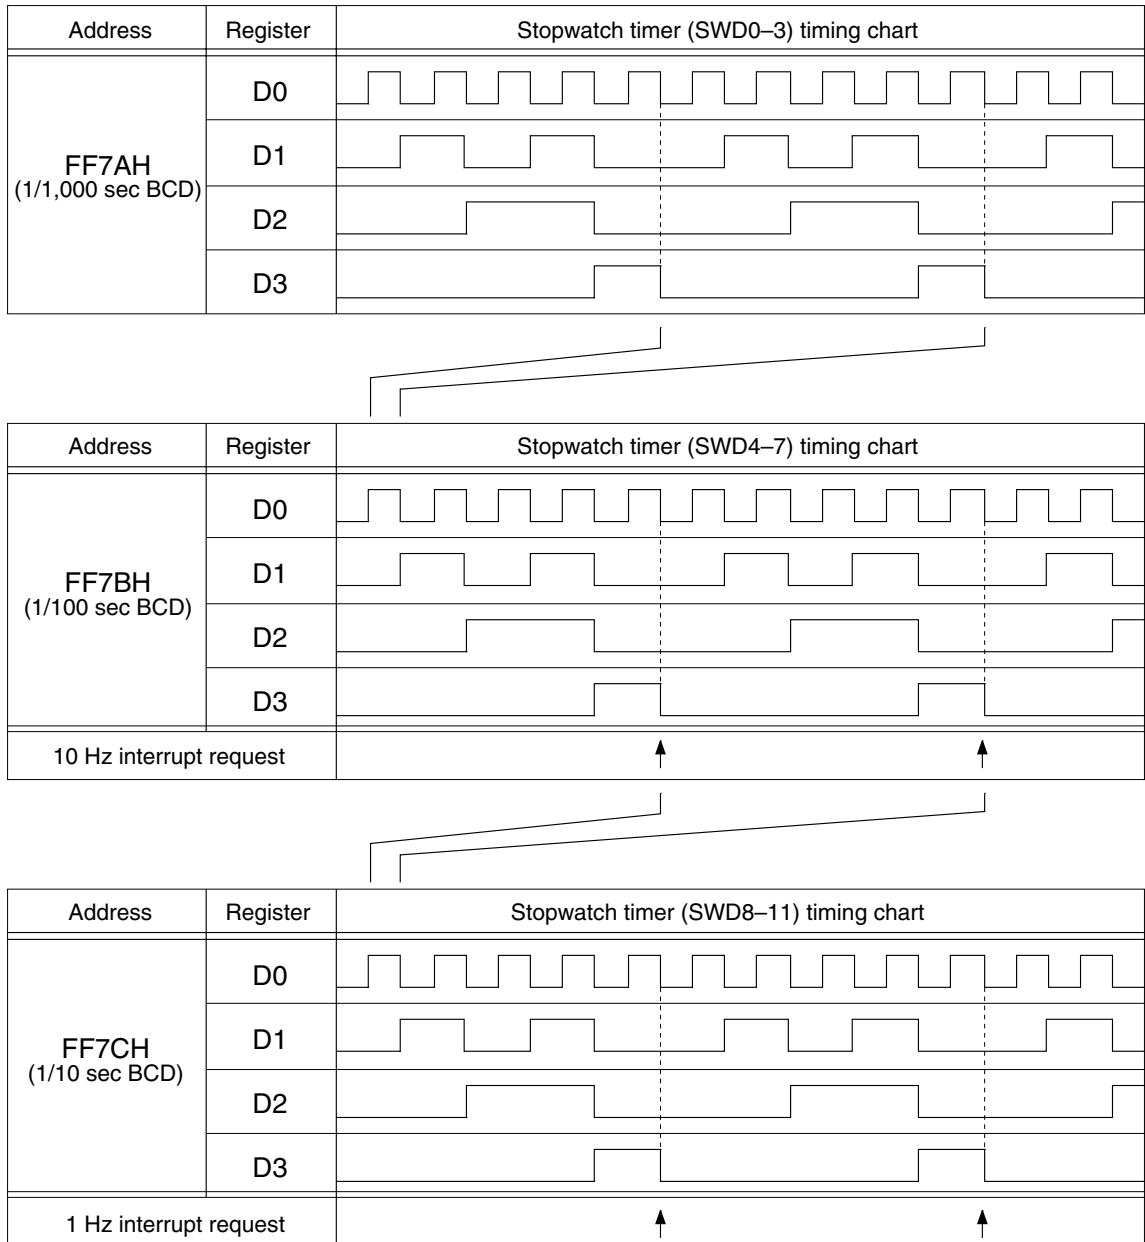 Address Register Stopwatch timer (SWD0–3) timing chart
FF7AH
(1/1,000 sec BCD)
D0
D1
D2
D3
Address Register Stopwatch timer (SWD4–7) timing chart
FF7BH
(1/100 sec BCD)
D0
D1
D2
D3
10 Hz interrupt request
Address Register Stopwatch timer (SWD8–11) timing chart
FF7CH
(1/10 sec BCD)
D0
D1
D2
D3
1 Hz interrupt request